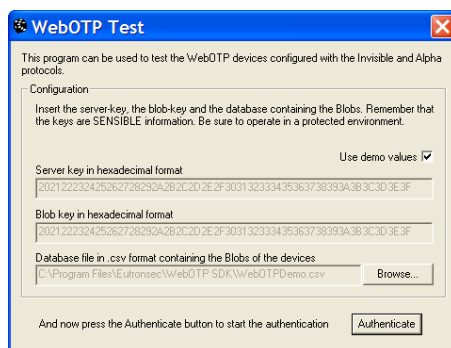 WebOTP Test
This program can be used to test the WebOTP devices configured with the Invisible and Alpha
protocols.
Configuration
Insert the server-key, the blob-key and the database containing the Blobs. Remember that
the keys are SENSIBLE information. Be sure to operate in a protected environment.
Use demo values
Server key in hexadecimal format
202122232425262728292A2B2C2D2E2F303132333435363738393A3B3C3D3E3F
Blob key in hexadecimal format
202122232425262728292A2B2C2D2E2F303132333435363738393A3B3C3D3E3F
Database file in .csv format containing the Blobs of the devices
C:\Program Files\Eutronsec\WebOTP SDK\WebOTPDemo.csv
Browse...
And now press the Authenticate button to start the authentication
Authenticate